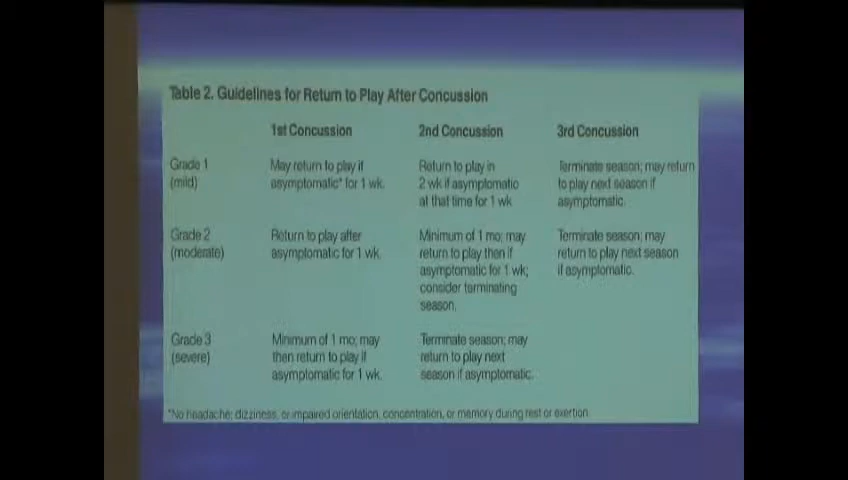 Table 2. Guidelines for Return to Play After Concussion
1st Concussion 2nd Concussion 3rd Concussion
Grade 1
(mild)
May return to play if
asymptomatic* for 1 wk.
Return to play in
2 wk if asymptomatic
at that time for 1 wk
Terminate season; may return
to play next season if
asymptomatic.
Grade 2
(moderate)
Return to play after
asymptomatic for 1 wk.
Minimum of 1 mo; may
return to play then if
asymptomatic for 1 wk;
consider terminating
season.
Terminate season; may
return to play next season
if asymptomatic.
Grade 3
(severe)
Minimum of 1 mo; may
then return to play if
asymptomatic for 1 wk.
Terminate season; may
return to play next
season if asymptomatic.
*No headache; dizziness, or impaired orientation, concentration, or memory during rest or exertion.